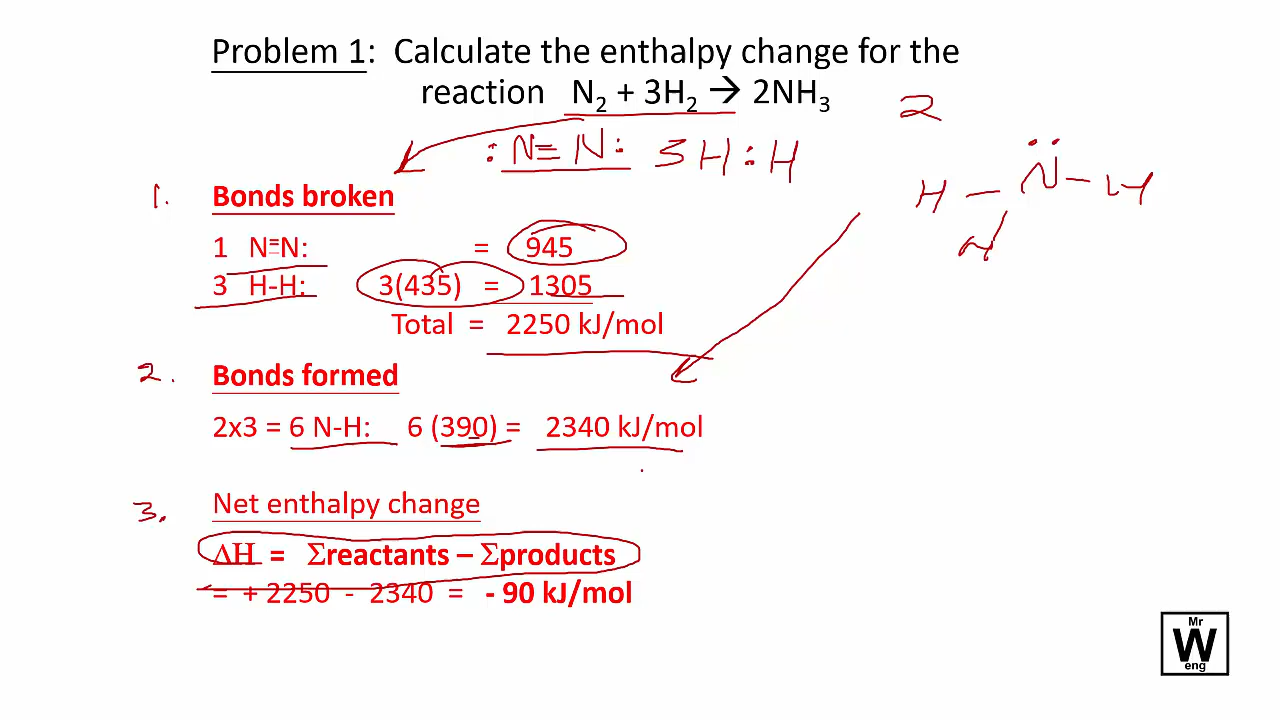 Problem 1: Calculate the enthalpy change for the
reaction N₂ + 3H₂ → 2NH₃
2
:N≡N: 3H:H
H – N̈ – H
H
1. Bonds broken
1 N≡N: = 945
3 H-H: 3(435) = 1305
Total = 2250 kJ/mol
2. Bonds formed
2x3 = 6 N-H: 6 (390) = 2340 kJ/mol
3. Net enthalpy change
ΔH = Σreactants – Σproducts
= + 2250 - 2340 = - 90 kJ/mol
Mr
W
eng